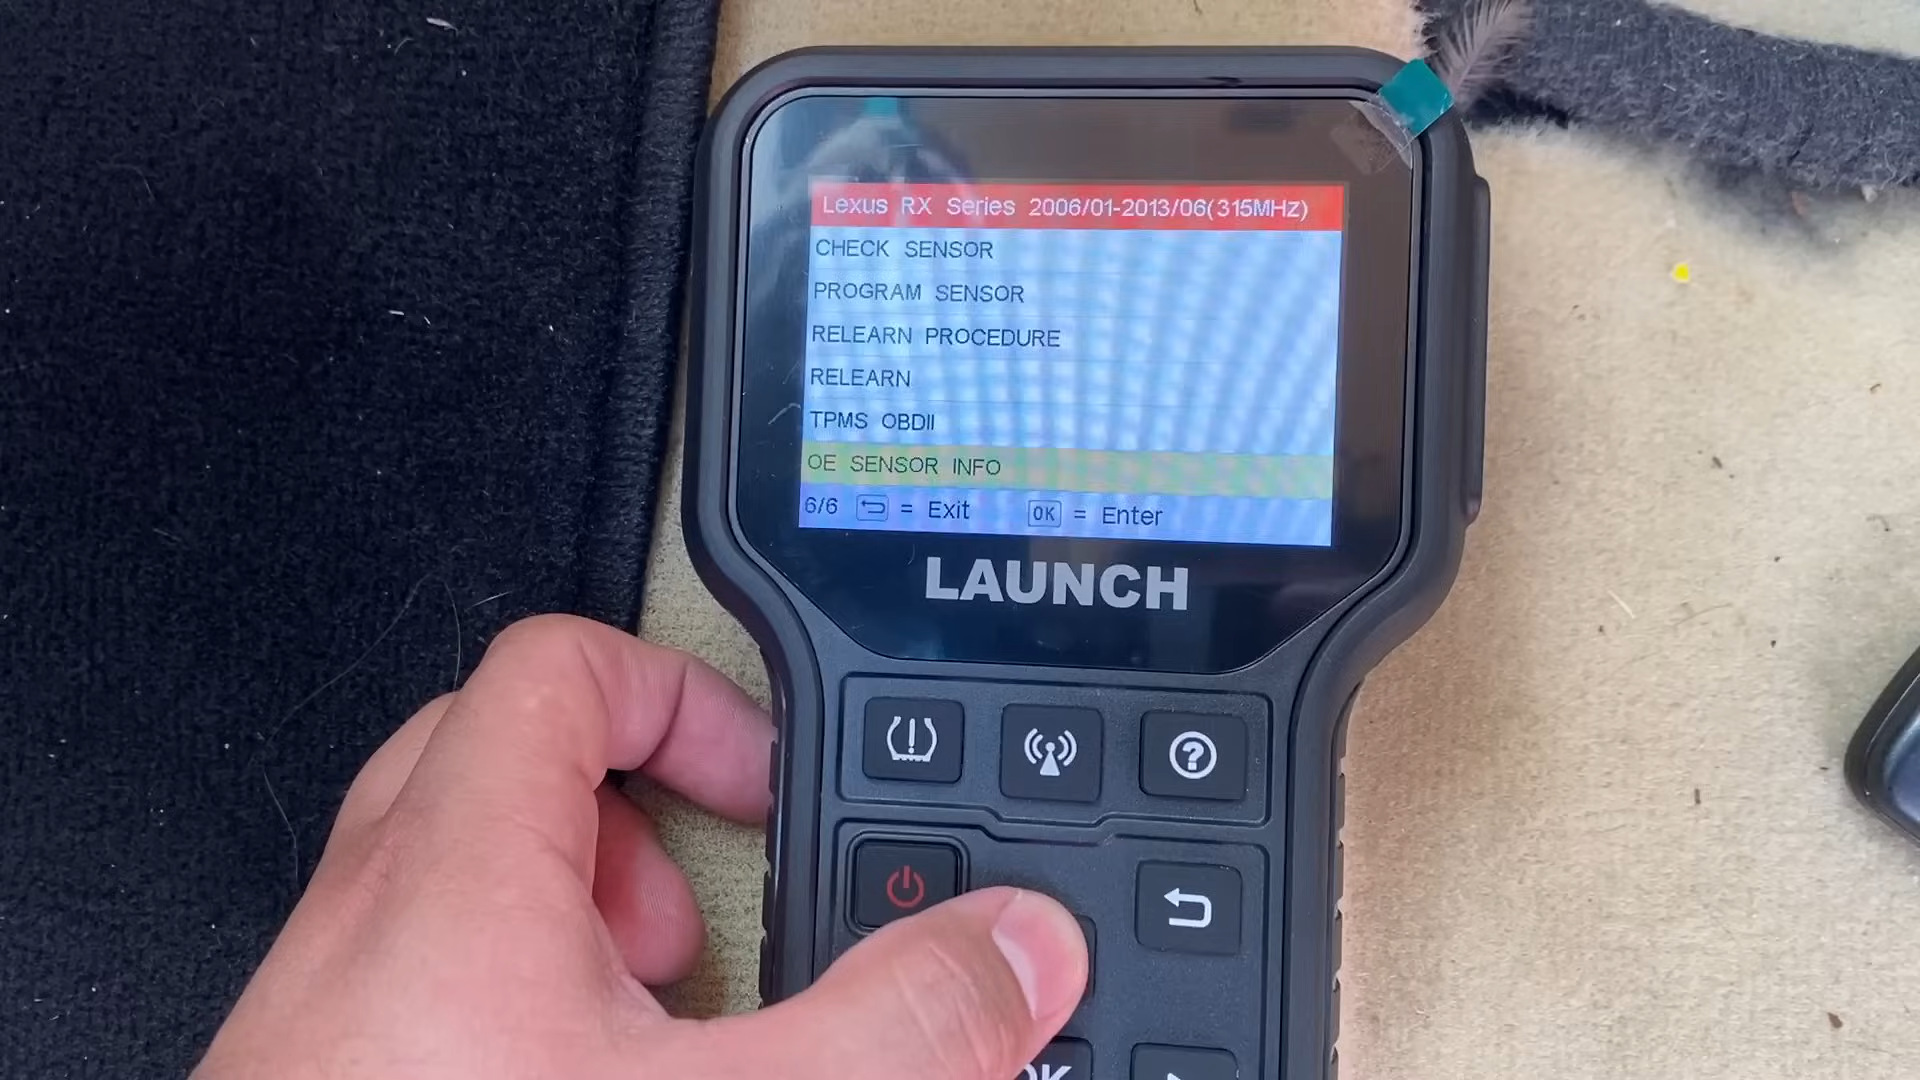 Lexus RX Series 2006/01-2013/06(315MHz)
CHECK SENSOR
PROGRAM SENSOR
RELEARN PROCEDURE
RELEARN
TPMS OBDII
OE SENSOR INFO
6/6 = Exit OK = Enter
LAUNCH
OK